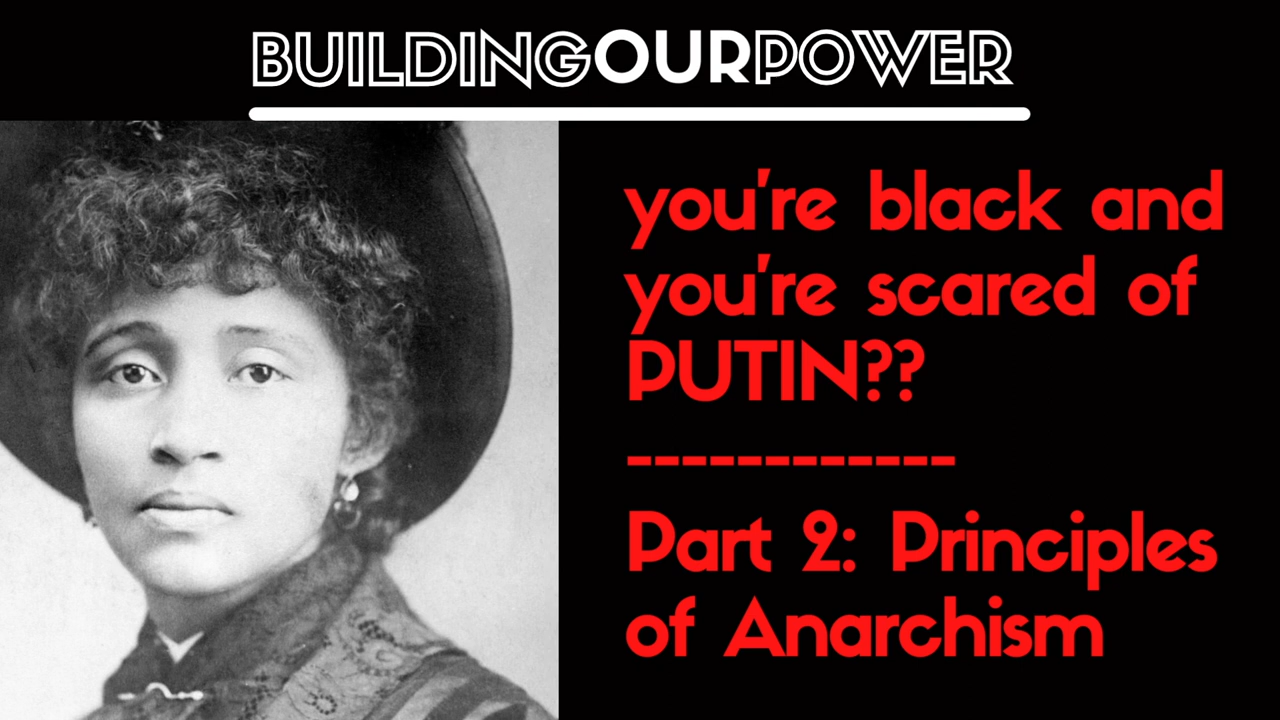 BUILDINGOURPOWER
you're black and
you're scared of
PUTIN??
------------
Part 2: Principles
of Anarchism